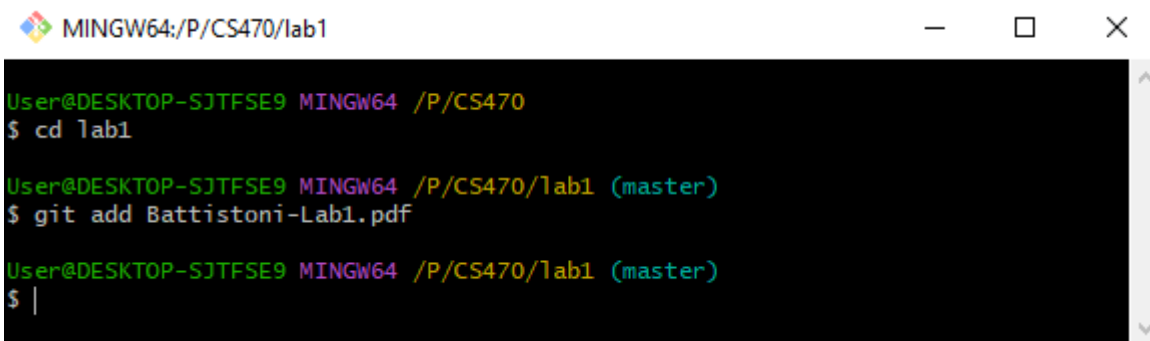 MINGW64:/P/CS470/lab1
User@DESKTOP-SJTFSE9 MINGW64 /P/CS470
$ cd lab1
User@DESKTOP-SJTFSE9 MINGW64 /P/CS470/lab1 (master)
$ git add Battistoni-Lab1.pdf
User@DESKTOP-SJTFSE9 MINGW64 /P/CS470/lab1 (master)
$